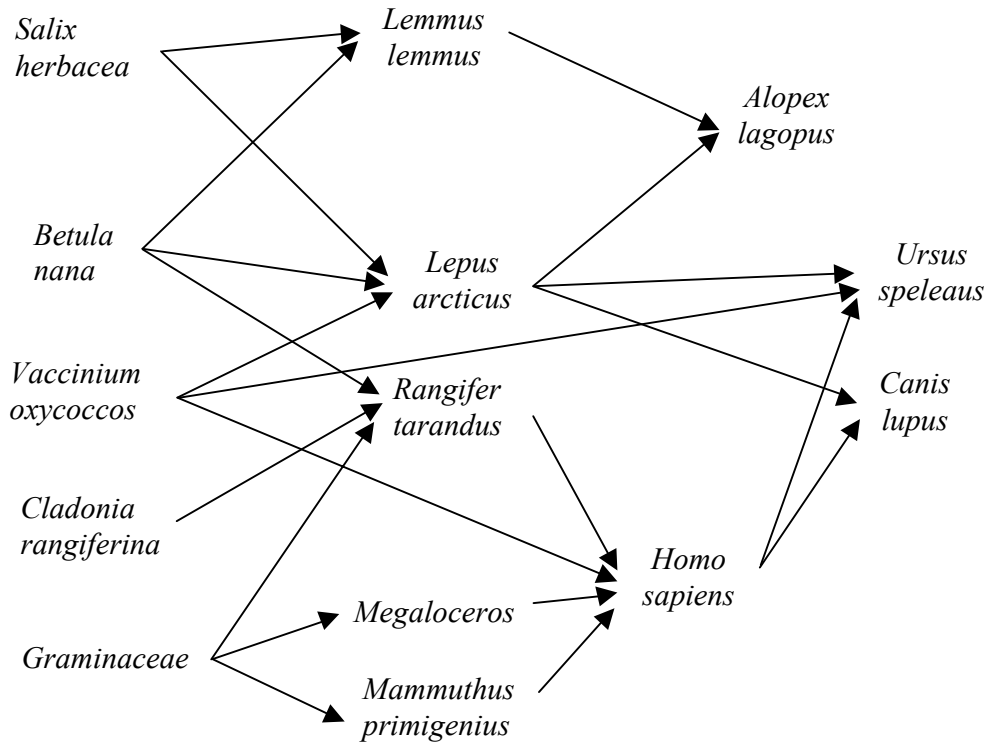 Salix
herbacea
Lemmus
lemmus
Alopex
lagopus
Betula
nana
Lepus
arcticus
Ursus
speleaus
Vaccinium
oxycoccos
Rangifer
tarandus
Canis
lupus
Cladonia
rangiferina
Homo
sapiens
Megaloceros
Graminaceae
Mammuthus
primigenius